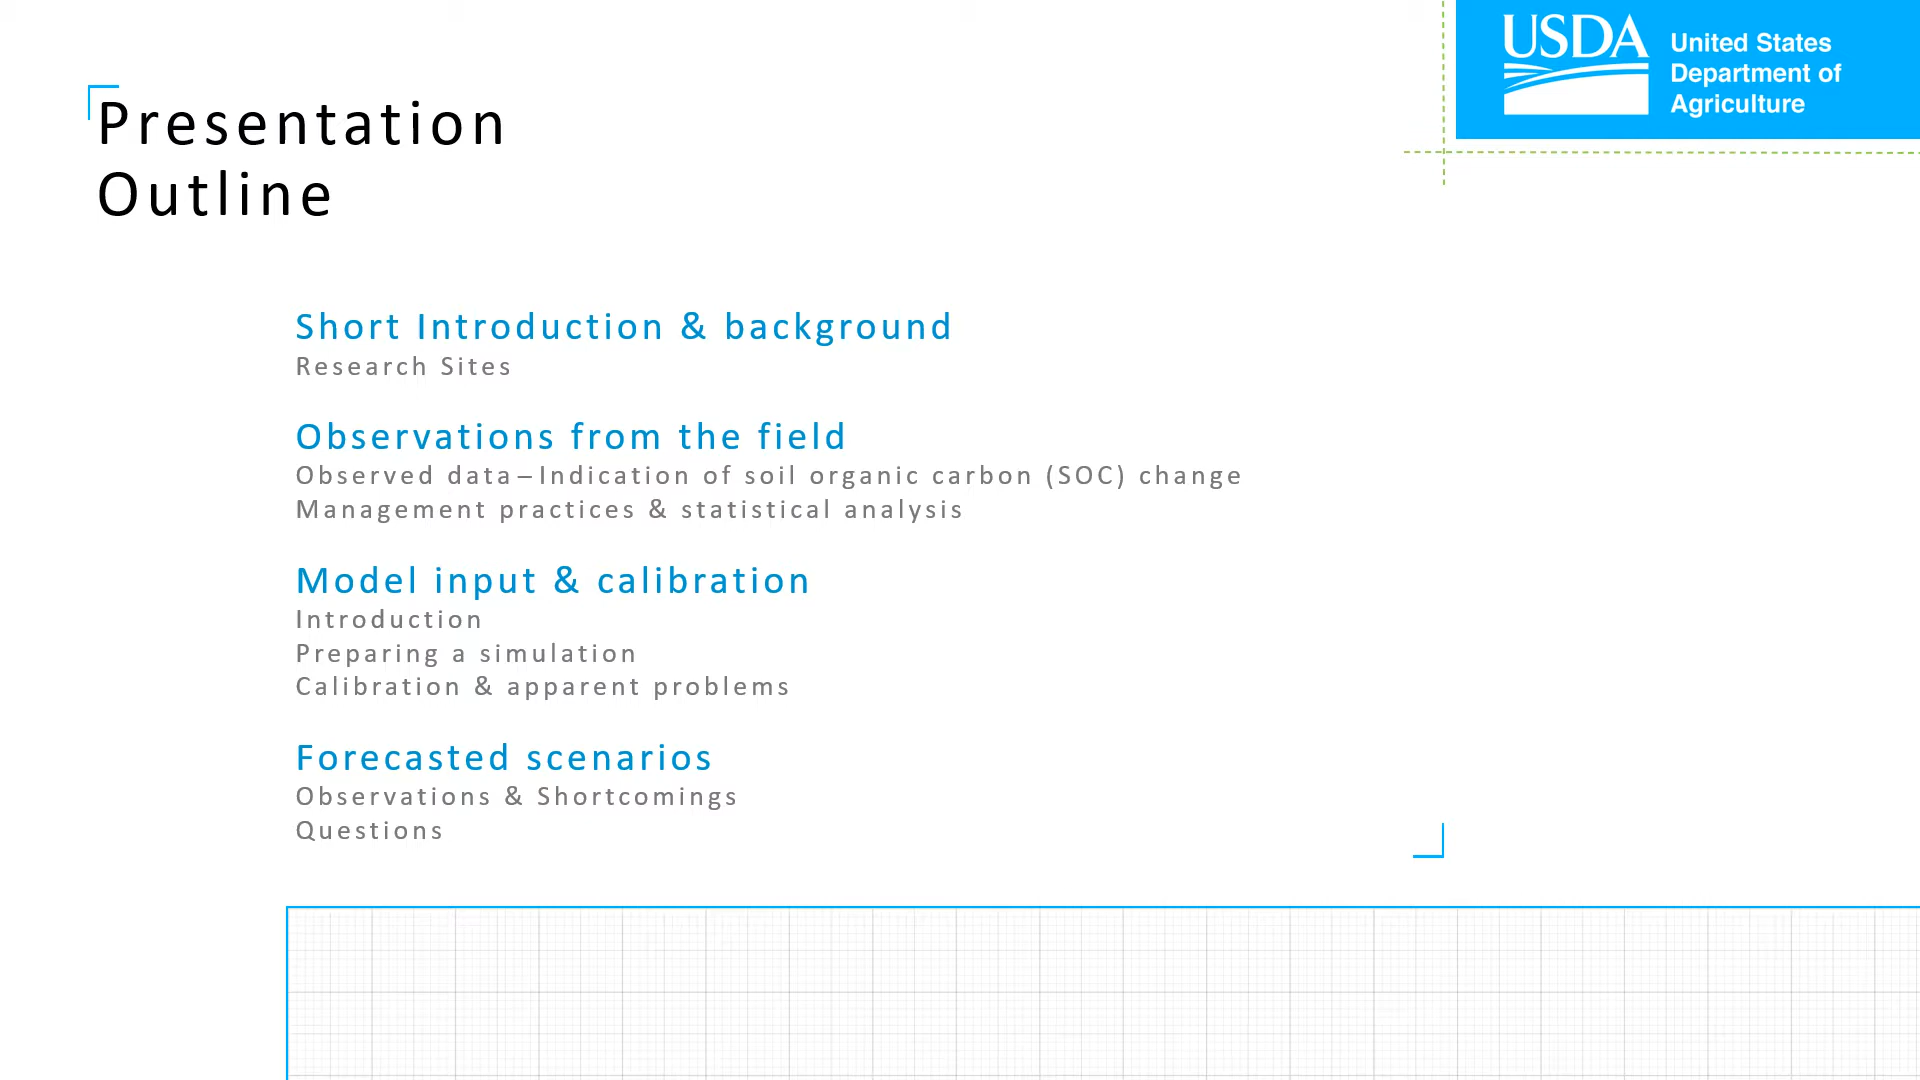 Presentation
Outline
USDA
United States
Department of
Agriculture
Short Introduction & background
Research Sites
Observations from the field
Observed data – Indication of soil organic carbon (SOC) change
Management practices & statistical analysis
Model input & calibration
Introduction
Preparing a simulation
Calibration & apparent problems
Forecasted scenarios
Observations & Shortcomings
Questions